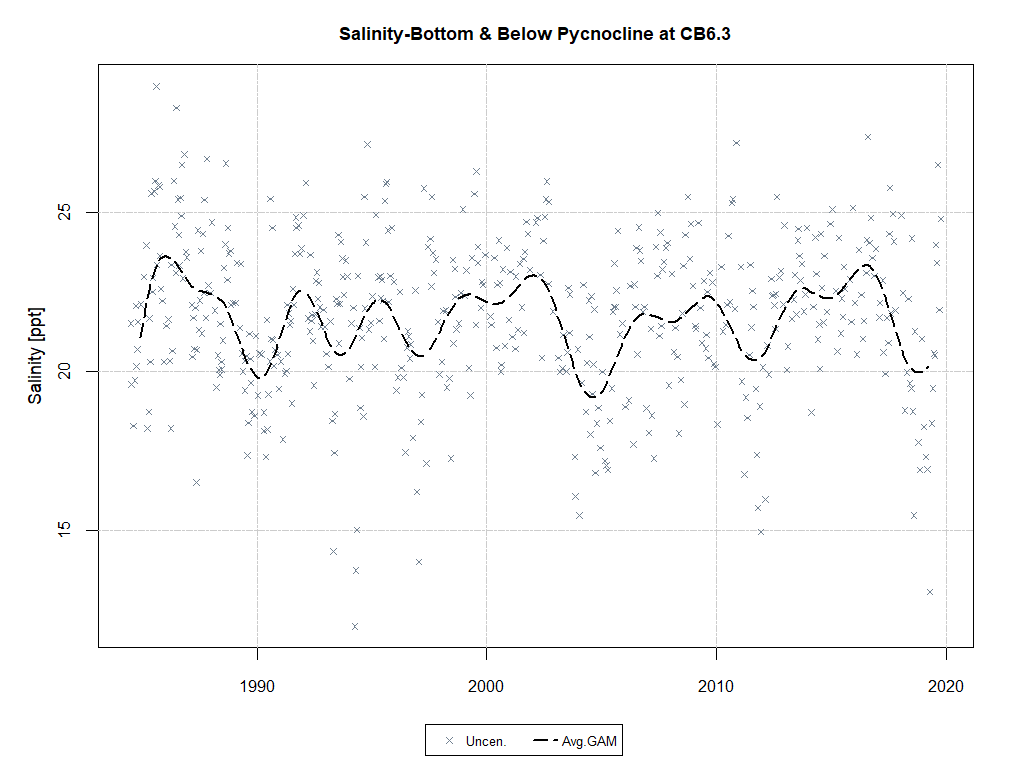 Salinity-Bottom & Below Pycnocline at CB6.3
Salinity [ppt]
25
20
15
1990 2000 2010 2020
Uncen. Avg.GAM